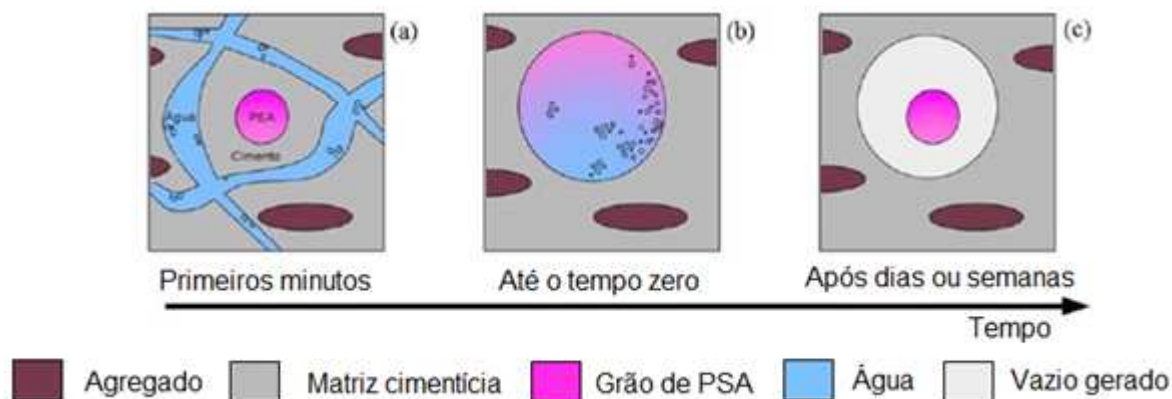 (a)
(b)
(c)
Água
PEA
Cimento
Primeiros minutos
Até o tempo zero
Após dias ou semanas
Tempo
Agregado
Matriz cimentícia
Grão de PSA
Água
Vazio gerado